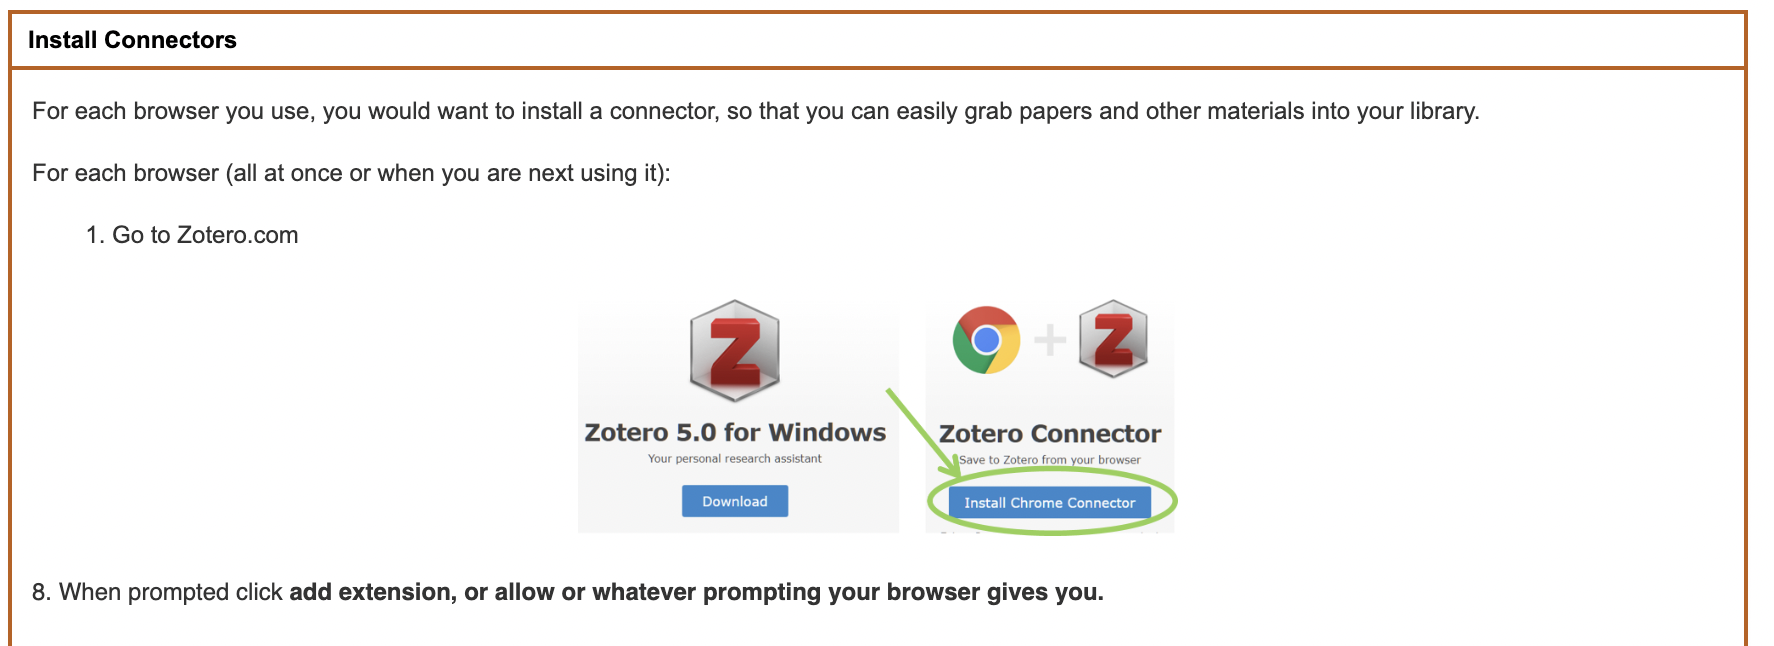 Install Connectors
For each browser you use, you would want to install a connector, so that you can easily grab papers and other materials into your library.
For each browser (all at once or when you are next using it):
1. Go to Zotero.com
Z
Z
Zotero 5.0 for Windows
Your personal research assistant
Download
Zotero Connector
Save to Zotero from your browser
Install Chrome Connector
8. When prompted click add extension, or allow or whatever prompting your browser gives you.